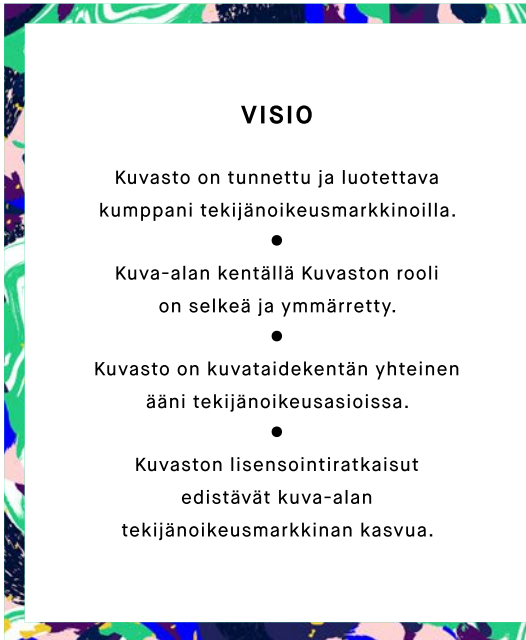 VISIO
Kuvasto on tunnettu ja luotettava
kumppani tekijänoikeusmarkkinoilla.
●
Kuva-alan kentällä Kuvaston rooli
on selkeä ja ymmärretty.
●
Kuvasto on kuvataidekentän yhteinen
ääni tekijänoikeusasioissa.
●
Kuvaston lisensointiratkaisut
edistävät kuva-alan
tekijänoikeusmarkkinan kasvua.